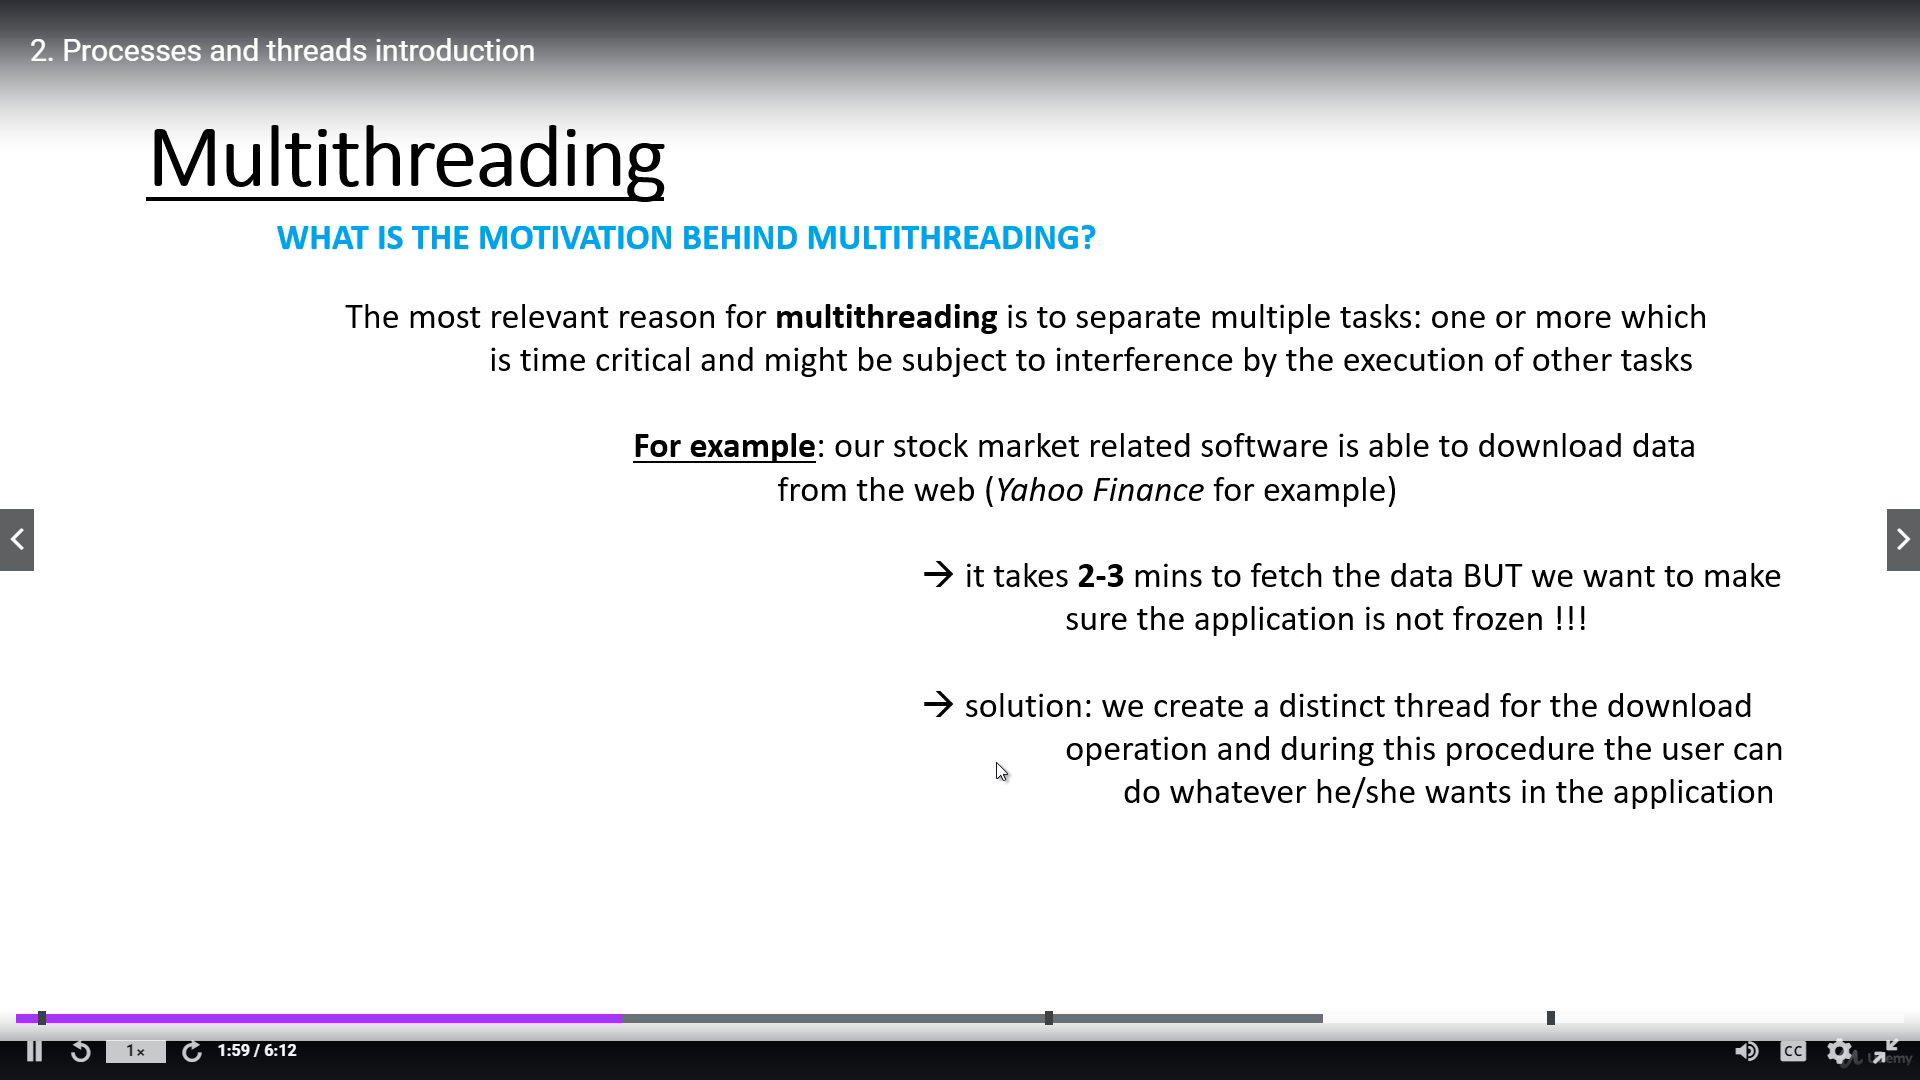 2. Processes and threads introduction
Multithreading
WHAT IS THE MOTIVATION BEHIND MULTITHREADING?
The most relevant reason for multithreading is to separate multiple tasks: one or more which
is time critical and might be subject to interference by the execution of other tasks
For example: our stock market related software is able to download data
from the web (Yahoo Finance for example)
→ it takes 2-3 mins to fetch the data BUT we want to make
sure the application is not frozen !!!
→ solution: we create a distinct thread for the download
operation and during this procedure the user can
do whatever he/she wants in the application
1× 1:59 / 6:12 CC